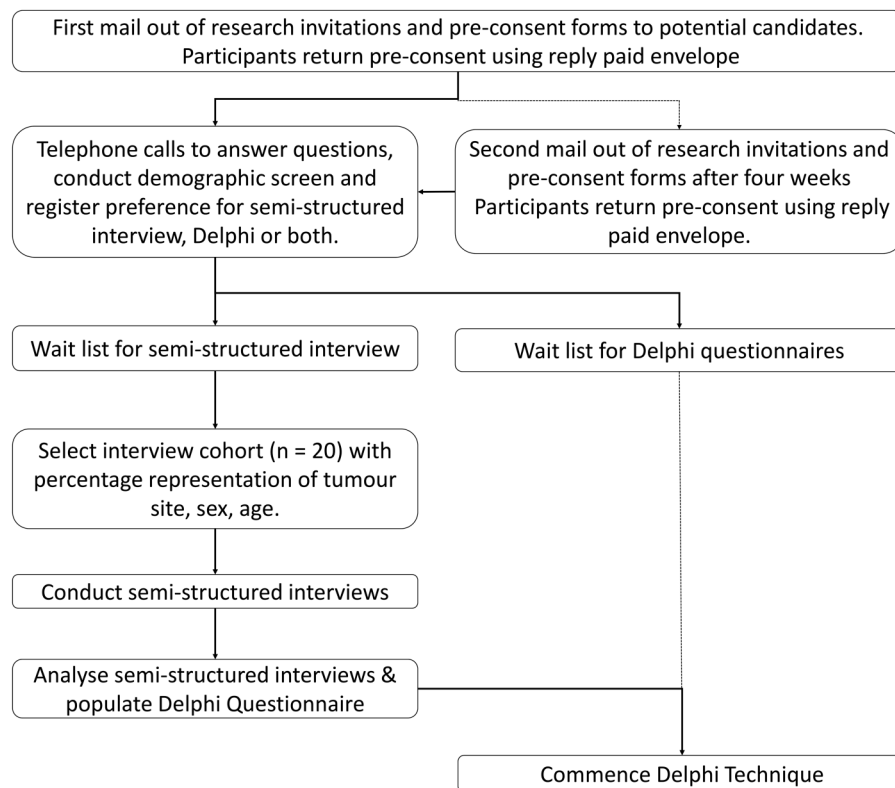 First mail out of research invitations and pre-consent forms to potential candidates.
Participants return pre-consent using reply paid envelope
Telephone calls to answer questions,
conduct demographic screen and
register preference for semi-structured
interview, Delphi or both.
Second mail out of research invitations and
pre-consent forms after four weeks
Participants return pre-consent using reply
paid envelope.
Wait list for semi-structured interview
Wait list for Delphi questionnaires
Select interview cohort (n = 20) with
percentage representation of tumour
site, sex, age.
Conduct semi-structured interviews
Analyse semi-structured interviews &
populate Delphi Questionnaire
Commence Delphi Technique